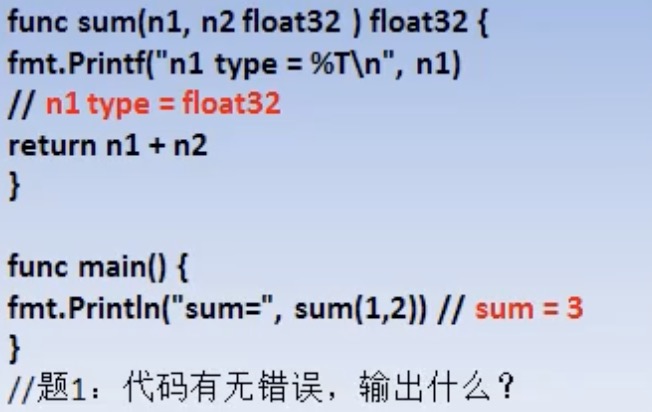 func sum(n1, n2 float32 ) float32 {
fmt.Printf("n1 type = %T\n", n1)
// n1 type = float32
return n1 + n2
}
func main() {
fmt.Println("sum=", sum(1,2)) // sum = 3
}
//题1：代码有无错误，输出什么？